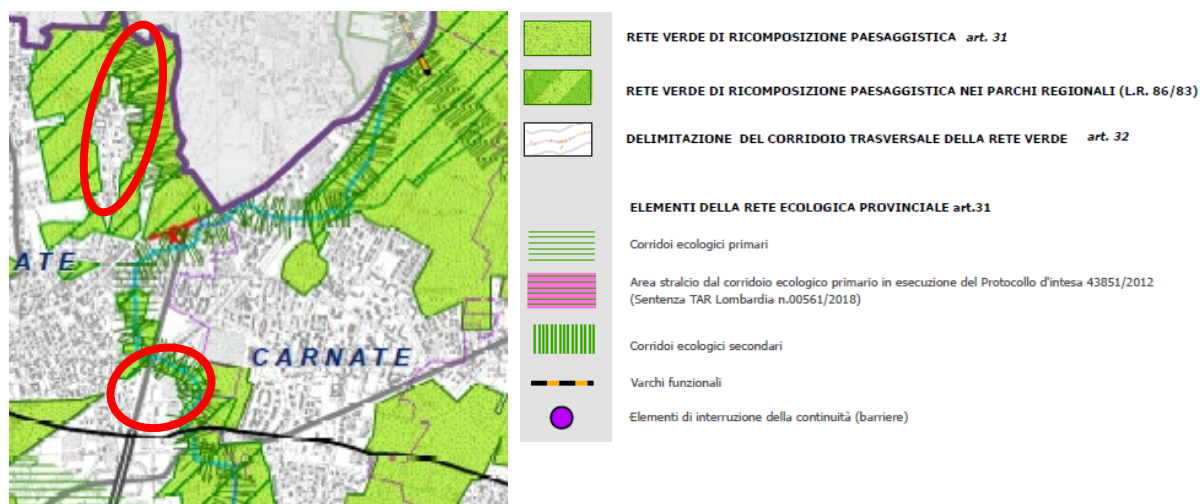 ATE
CARNATE
RETE VERDE DI RICOMPOSIZIONE PAESAGGISTICA art. 31
RETE VERDE DI RICOMPOSIZIONE PAESAGGISTICA NEI PARCHI REGIONALI (L.R. 86/83)
DELIMITAZIONE DEL CORRIDOIO TRASVERSALE DELLA RETE VERDE art. 32
ELEMENTI DELLA RETE ECOLOGICA PROVINCIALE art.31
Corridoi ecologici primari
Area stralcio dal corridoio ecologico primario in esecuzione del Protocollo d'intesa 43851/2012
(Sentenza TAR Lombardia n.00561/2018)
Corridoi ecologici secondari
Varchi funzionali
Elementi di interruzione della continuità (barriere)